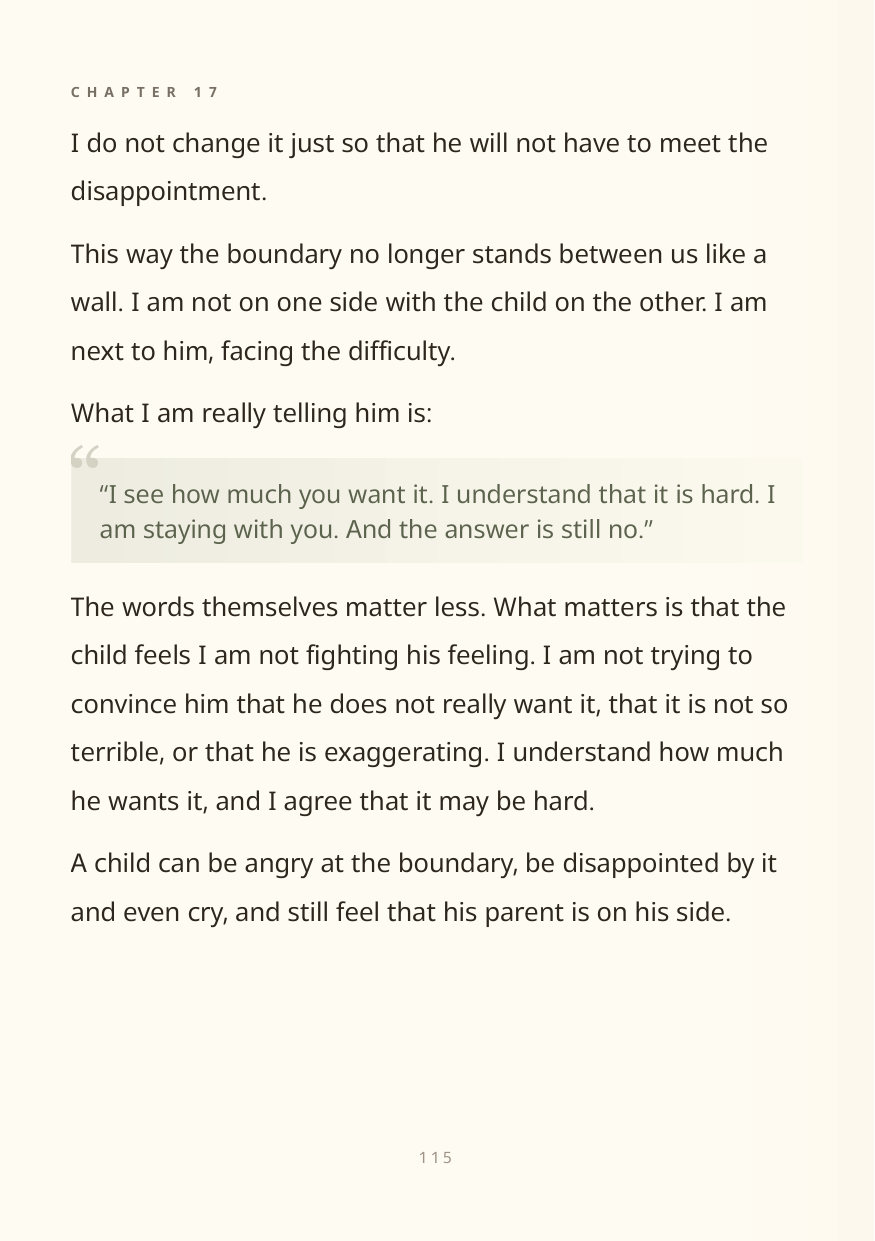 CHAPTER 17
I do not change it just so that he will not have to meet the
disappointment.
This way the boundary no longer stands between us like a
wall. I am not on one side with the child on the other. I am
next to him, facing the difficulty.
What I am really telling him is:
“
“I see how much you want it. I understand that it is hard. I
am staying with you. And the answer is still no.”
The words themselves matter less. What matters is that the
child feels I am not fighting his feeling. I am not trying to
convince him that he does not really want it, that it is not so
terrible, or that he is exaggerating. I understand how much
he wants it, and I agree that it may be hard.
A child can be angry at the boundary, be disappointed by it
and even cry, and still feel that his parent is on his side.
115